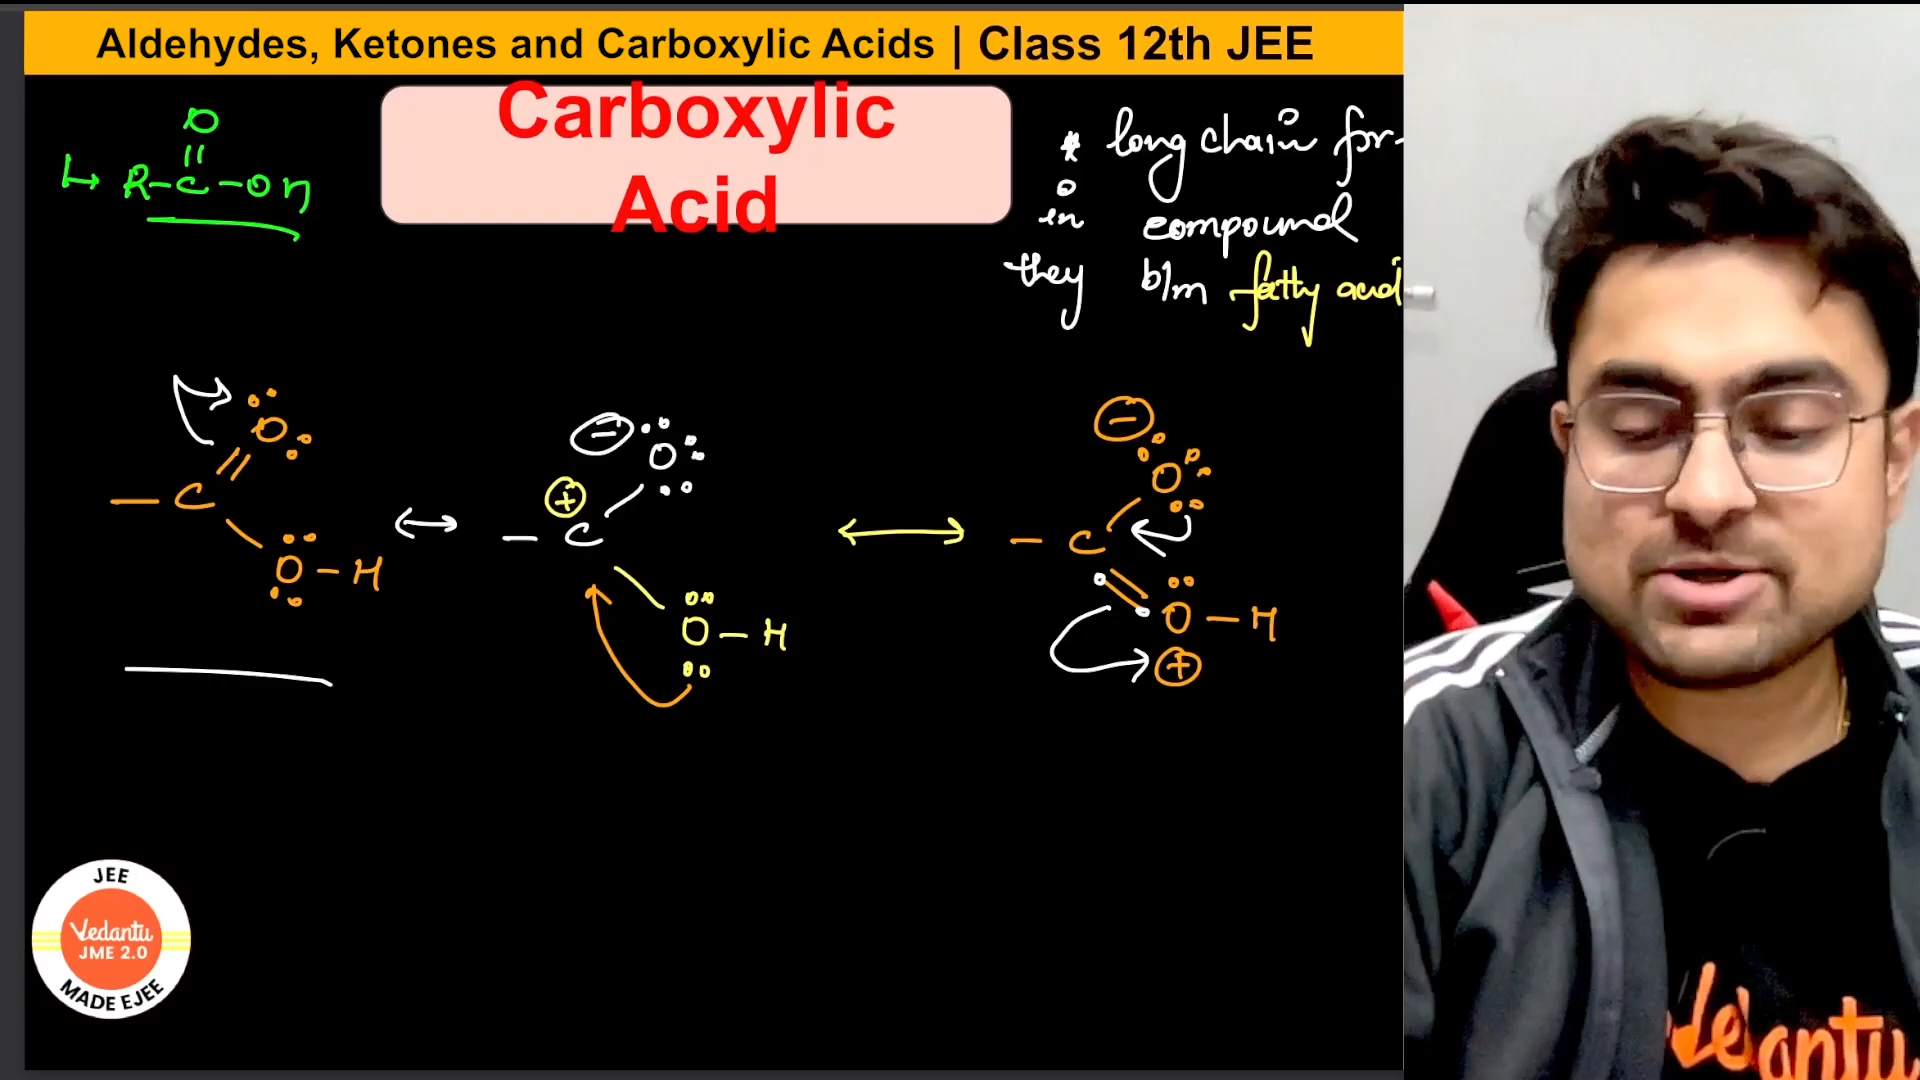 Aldehydes, Ketones and Carboxylic Acids | Class 12th JEE
Carboxylic
Acid
O
R-C-OH
* long chain for-
in compound
they b/m fatty acid
O
C
O-H
- O
+
- C
O-H
- O
- C
O-H
+
JEE
Vedantu
JME 2.0
MADE EJEE
Vedantu